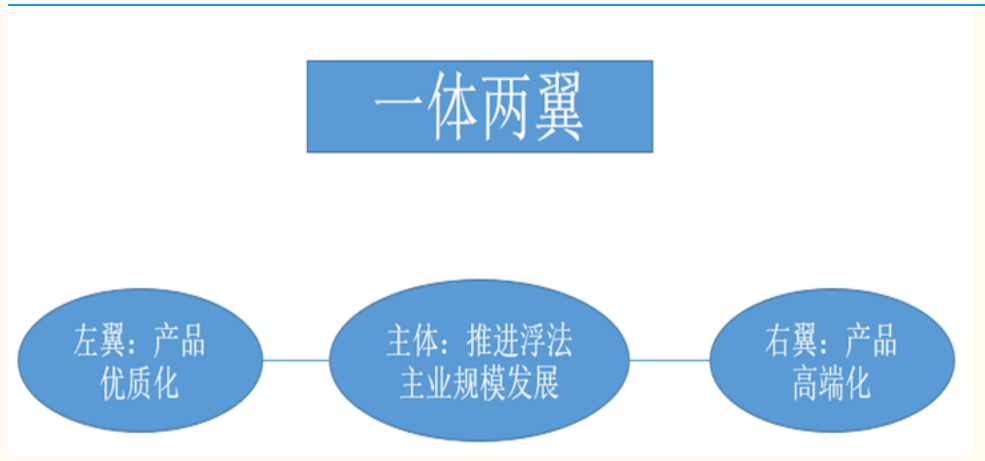 一体两翼
左翼：产品
优质化
主体：推进浮法
主业规模发展
右翼：产品
高端化